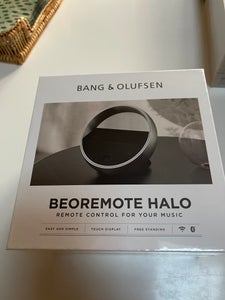 BANG & OLUFSEN
BEOREMOTE HALO
REMOTE CONTROL FOR YOUR MUSIC
EASY AND SIMPLE TOUCH DISPLAY FREE STANDING